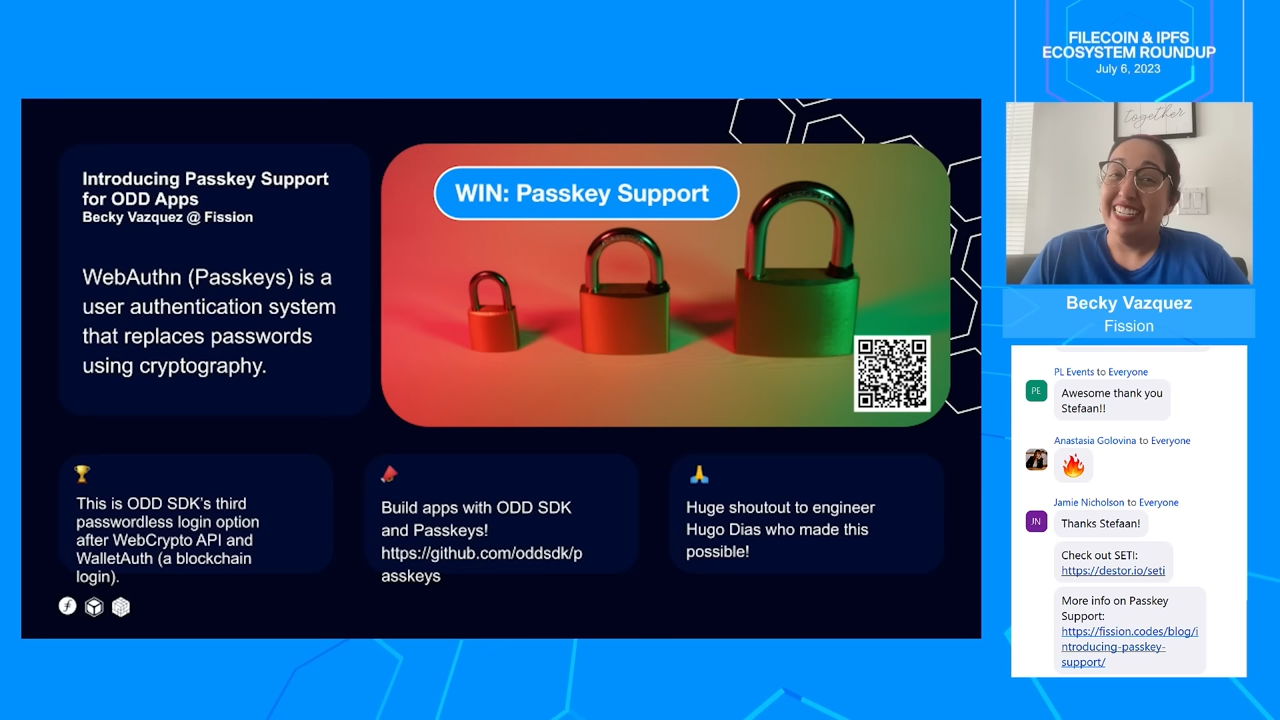 FILECOIN & IPFS
ECOSYSTEM ROUNDUP
July 6, 2023
Introducing Passkey Support
for ODD Apps
Becky Vazquez @ Fission
WebAuthn (Passkeys) is a
user authentication system
that replaces passwords
using cryptography.
WIN: Passkey Support
🏆
This is ODD SDK's third
passwordless login option
after WebCrypto API and
WalletAuth (a blockchain
login).
📣
Build apps with ODD SDK
and Passkeys!
https://github.com/oddsdk/p
asskeys
🙏
Huge shoutout to engineer
Hugo Dias who made this
possible!
together
Becky Vazquez
Fission
PL Events to Everyone
PE
Awesome thank you
Stefaan!!
Anastasia Golovina to Everyone
🔥
Jamie Nicholson to Everyone
JN
Thanks Stefaan!
Check out SETI:
https://destor.io/seti
More info on Passkey
Support:
https://fission.codes/blog/i
ntroducing-passkey-
support/